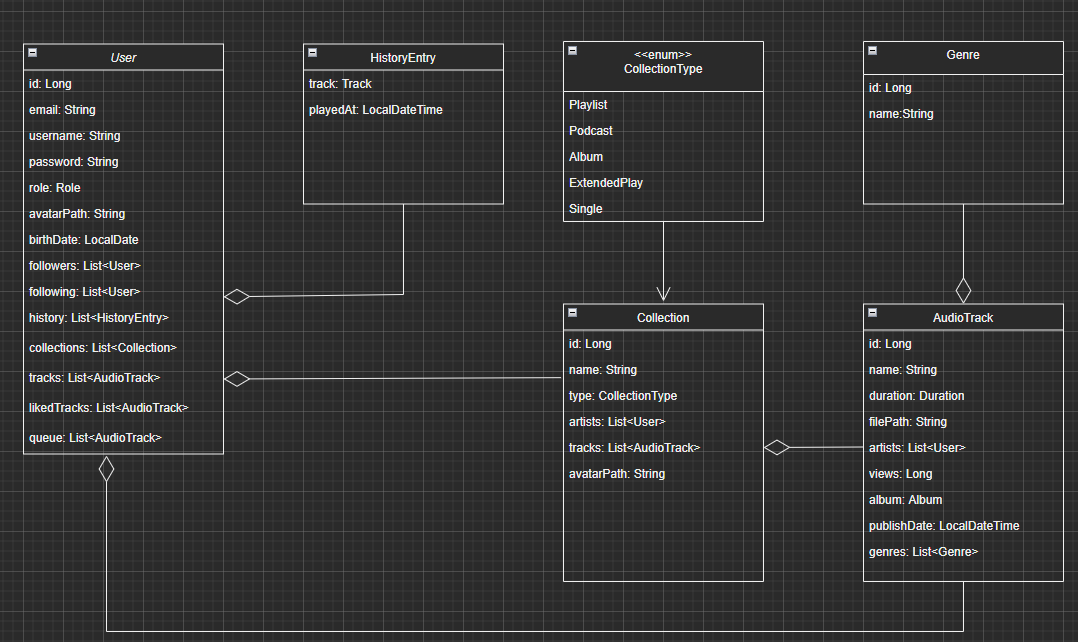 User
id: Long
email: String
username: String
password: String
role: Role
avatarPath: String
birthDate: LocalDate
followers: List<User>
following: List<User>
history: List<HistoryEntry>
collections: List<Collection>
tracks: List<AudioTrack>
likedTracks: List<AudioTrack>
queue: List<AudioTrack>
HistoryEntry
track: Track
playedAt: LocalDateTime
<<enum>>
CollectionType
Playlist
Podcast
Album
ExtendedPlay
Single
Genre
id: Long
name:String
Collection
id: Long
name: String
type: CollectionType
artists: List<User>
tracks: List<AudioTrack>
avatarPath: String
AudioTrack
id: Long
name: String
duration: Duration
filePath: String
artists: List<User>
views: Long
album: Album
publishDate: LocalDateTime
genres: List<Genre>